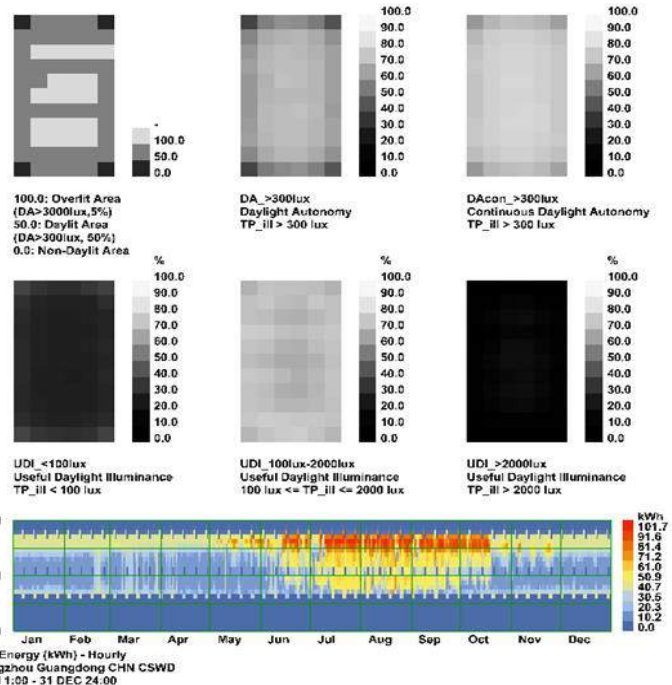 100.0
90.0
80.0
70.0
60.0
50.0
40.0
30.0
20.0
10.0
0.0
100.0
90.0
80.0
70.0
60.0
50.0
40.0
30.0
20.0
10.0
0.0
-
100.0
50.0
-
100.0: Overlit Area
(DA>3000lux,5%)
50.0: Daylit Area
(DA>300lux, 50%)
0.0: Non-Daylit Area
DA_>300lux
Daylight Autonomy
TP_ill > 300 lux
DAcon_>300lux
Continuous Daylight Autonomy
TP_ill > 300 lux
%
100.0
90.0
80.0
70.0
60.0
50.0
40.0
30.0
20.0
10.0
0.0
%
100.0
90.0
80.0
70.0
60.0
50.0
40.0
30.0
20.0
10.0
0.0
%
100.0
90.0
80.0
70.0
60.0
50.0
40.0
30.0
20.0
10.0
0.0
UDI_<100lux
Useful Daylight Illuminance
TP_ill < 100 lux
UDI_100lux-2000lux
Useful Daylight Illuminance
100 lux <= TP_ill <= 2000 lux
UDI_>2000lux
Useful Daylight Illuminance
TP_ill > 2000 lux
kWh
101.7
91.6
81.4
71.2
61.0
50.9
40.7
30.5
20.3
10.2
0.0
Jan Feb Mar Apr May Jun Jul Aug Sep Oct Nov Dec
Energy (kWh) - Hourly
gzhou Guangdong CHN CSWD
1:00 - 31 DEC 24:00